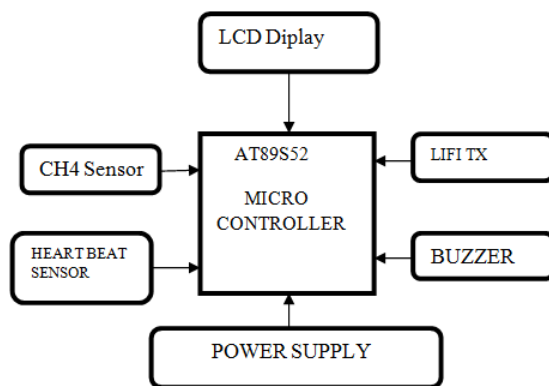 LCD Diplay
AT89S52
MICRO
CONTROLLER
CH4 Sensor
LIFI TX
HEART BEAT
SENSOR
BUZZER
POWER SUPPLY